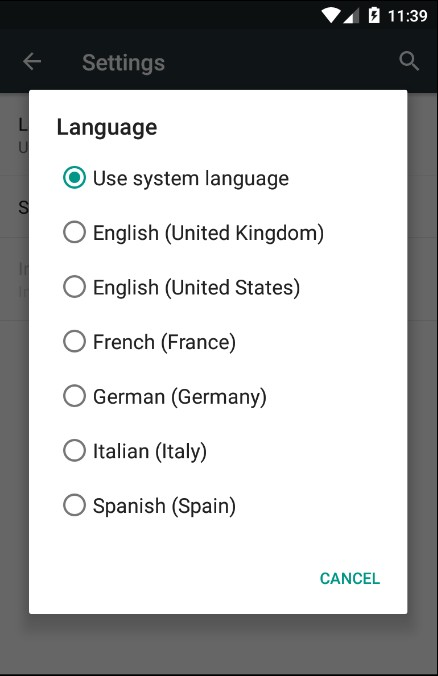 11:39
Settings
Language
Use system language
English (United Kingdom)
English (United States)
French (France)
German (Germany)
Italian (Italy)
Spanish (Spain)
CANCEL